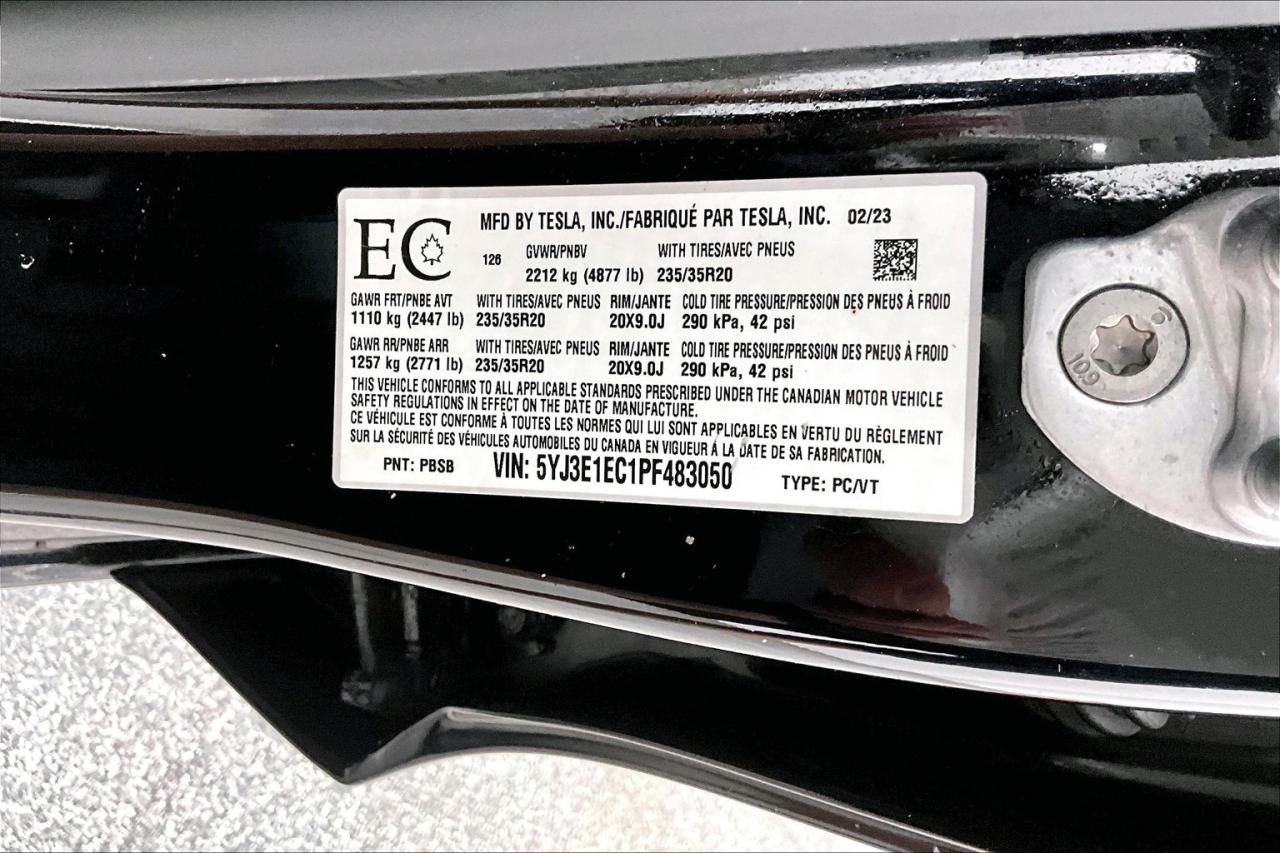 EC
MFD BY TESLA, INC./FABRIQUÉ PAR TESLA, INC. 02/23
126 GVWR/PNBV WITH TIRES/AVEC PNEUS
2212 kg (4877 lb) 235/35R20
GAWR FRT/PNBE AVT WITH TIRES/AVEC PNEUS RIM/JANTE COLD TIRE PRESSURE/PRESSION DES PNEUS À FROID
1110 kg (2447 lb) 235/35R20 20X9.0J 290 kPa, 42 psi
GAWR RR/PNBE ARR WITH TIRES/AVEC PNEUS RIM/JANTE COLD TIRE PRESSURE/PRESSION DES PNEUS À FROID
1257 kg (2771 lb) 235/35R20 20X9.0J 290 kPa, 42 psi
THIS VEHICLE CONFORMS TO ALL APPLICABLE STANDARDS PRESCRIBED UNDER THE CANADIAN MOTOR VEHICLE
SAFETY REGULATIONS IN EFFECT ON THE DATE OF MANUFACTURE.
CE VÉHICULE EST CONFORME À TOUTES LES NORMES QUI LUI SONT APPLICABLES EN VERTU DU RÈGLEMENT
SUR LA SÉCURITÉ DES VÉHICULES AUTOMOBILES DU CANADA EN VIGUEUR À LA DATE DE SA FABRICATION.
PNT: PBSB VIN: 5YJ3E1EC1PF483050 TYPE: PC/VT
10.9